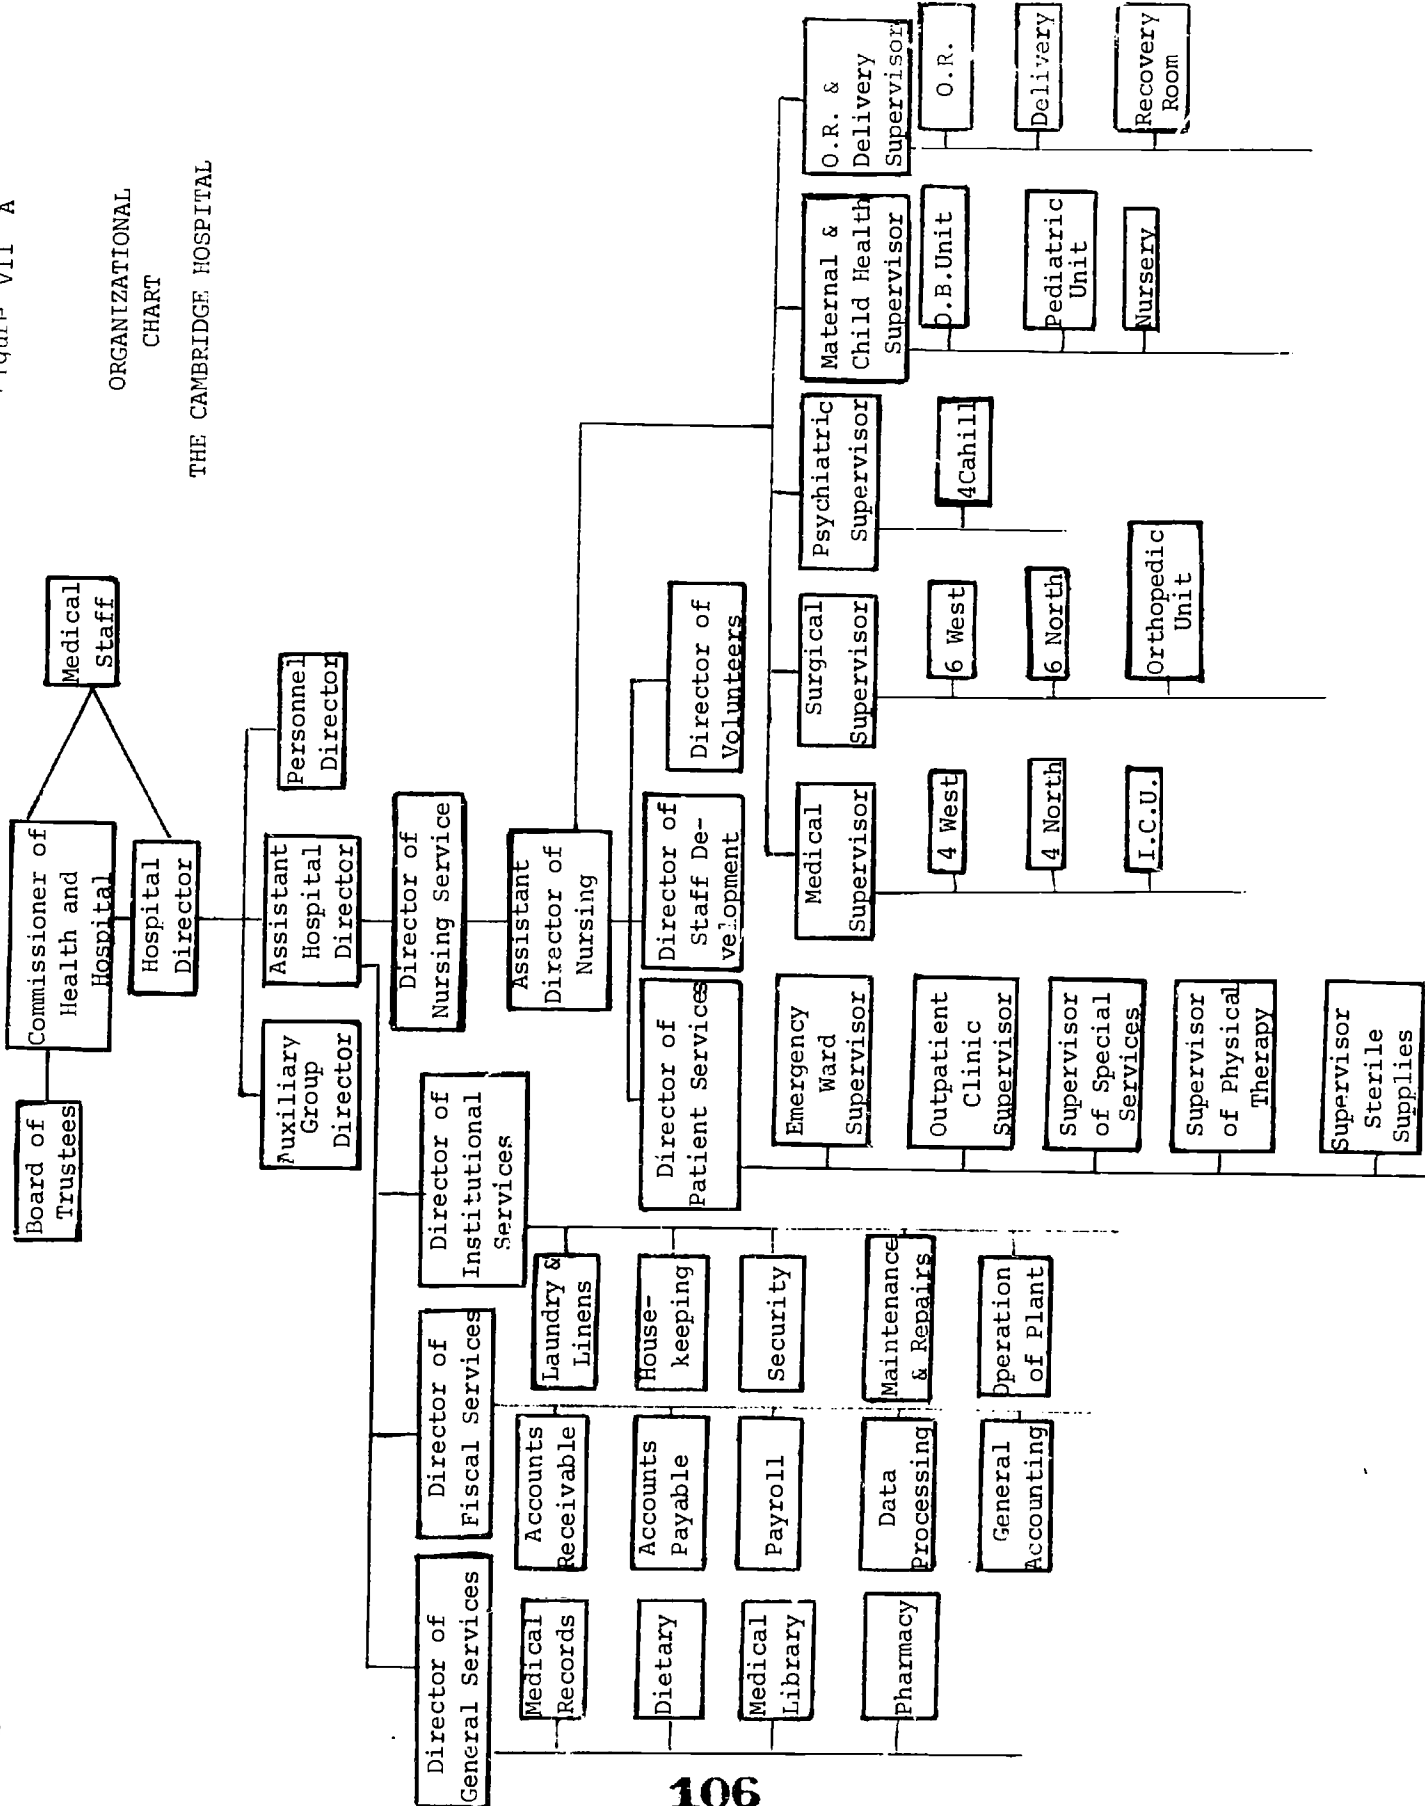 Figure VII A
ORGANIZATIONAL
CHART
THE CAMBRIDGE HOSPITAL
Board of
Trustees
Commissioner of
Health and
Hospital
Medical
Staff
Hospital
Director
Auxiliary
Group
Director
Assistant
Hospital
Director
Personnel
Director
Director of
General Services
Director of
Fiscal Services
Director of
Institutional
Services
Director of
Nursing Service
Assistant
Director of
Nursing
Medical
Records
Dietary
Medical
Library
Pharmacy
Accounts
Receivable
Accounts
Payable
Payroll
Data
Processing
General
Accounting
Laundry &
Linens
House-
keeping
Security
Maintenance
& Repairs
Operation
of Plant
Director of
Patient Services
Director of
Staff De-
velopment
Director of
Volunteers
Emergency
Ward
Supervisor
Outpatient
Clinic
Supervisor
Supervisor
of Special
Services
Supervisor
of Physical
Therapy
Supervisor
Sterile
Supplies
Medical
Supervisor
4 West
4 North
I.C.U.
Surgical
Supervisor
6 West
6 North
Orthopedic
Unit
Psychiatric
Supervisor
4Cahill
Maternal &
Child Health
Supervisor
O.B.Unit
Pediatric
Unit
Nursery
O.R. &
Delivery
Supervisor
O.R.
Delivery
Recovery
Room
106